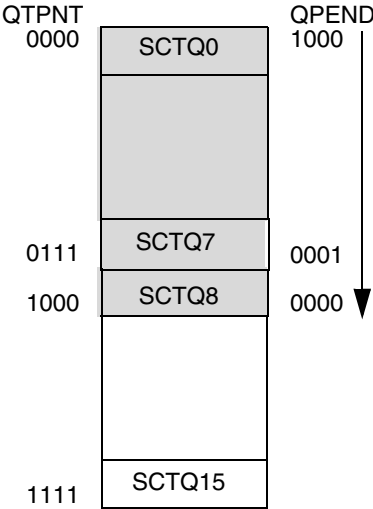 QTPNT QPEND
0000 SCTQ0 1000
0111 SCTQ7 0001
1000 SCTQ8 0000
1111 SCTQ15